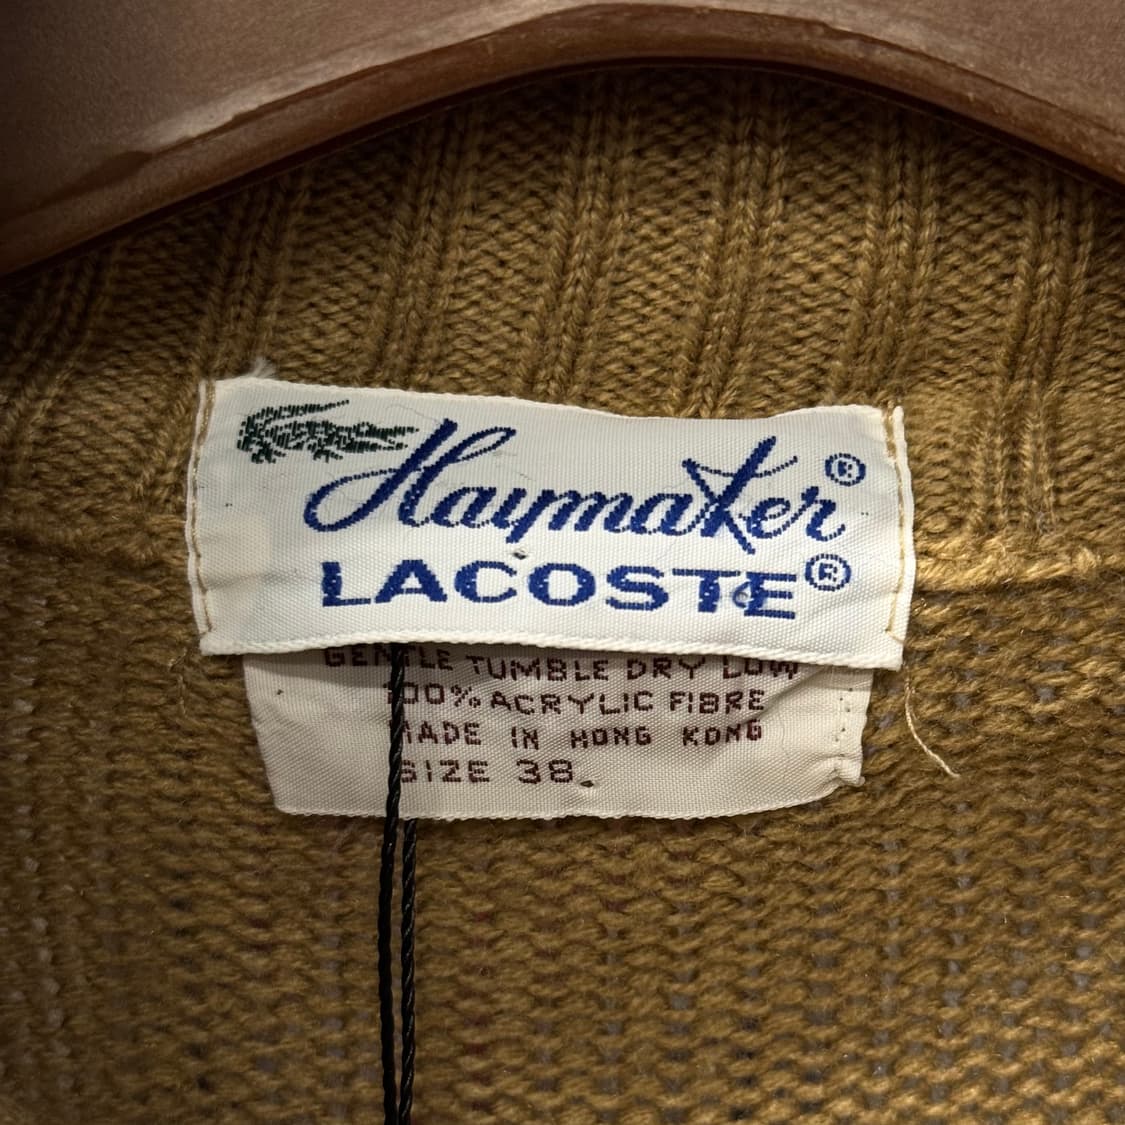 Haymaker®
LACOSTE®
GENTLE TUMBLE DRY LOW
100% ACRYLIC FIBRE
MADE IN HONG KONG
SIZE 38